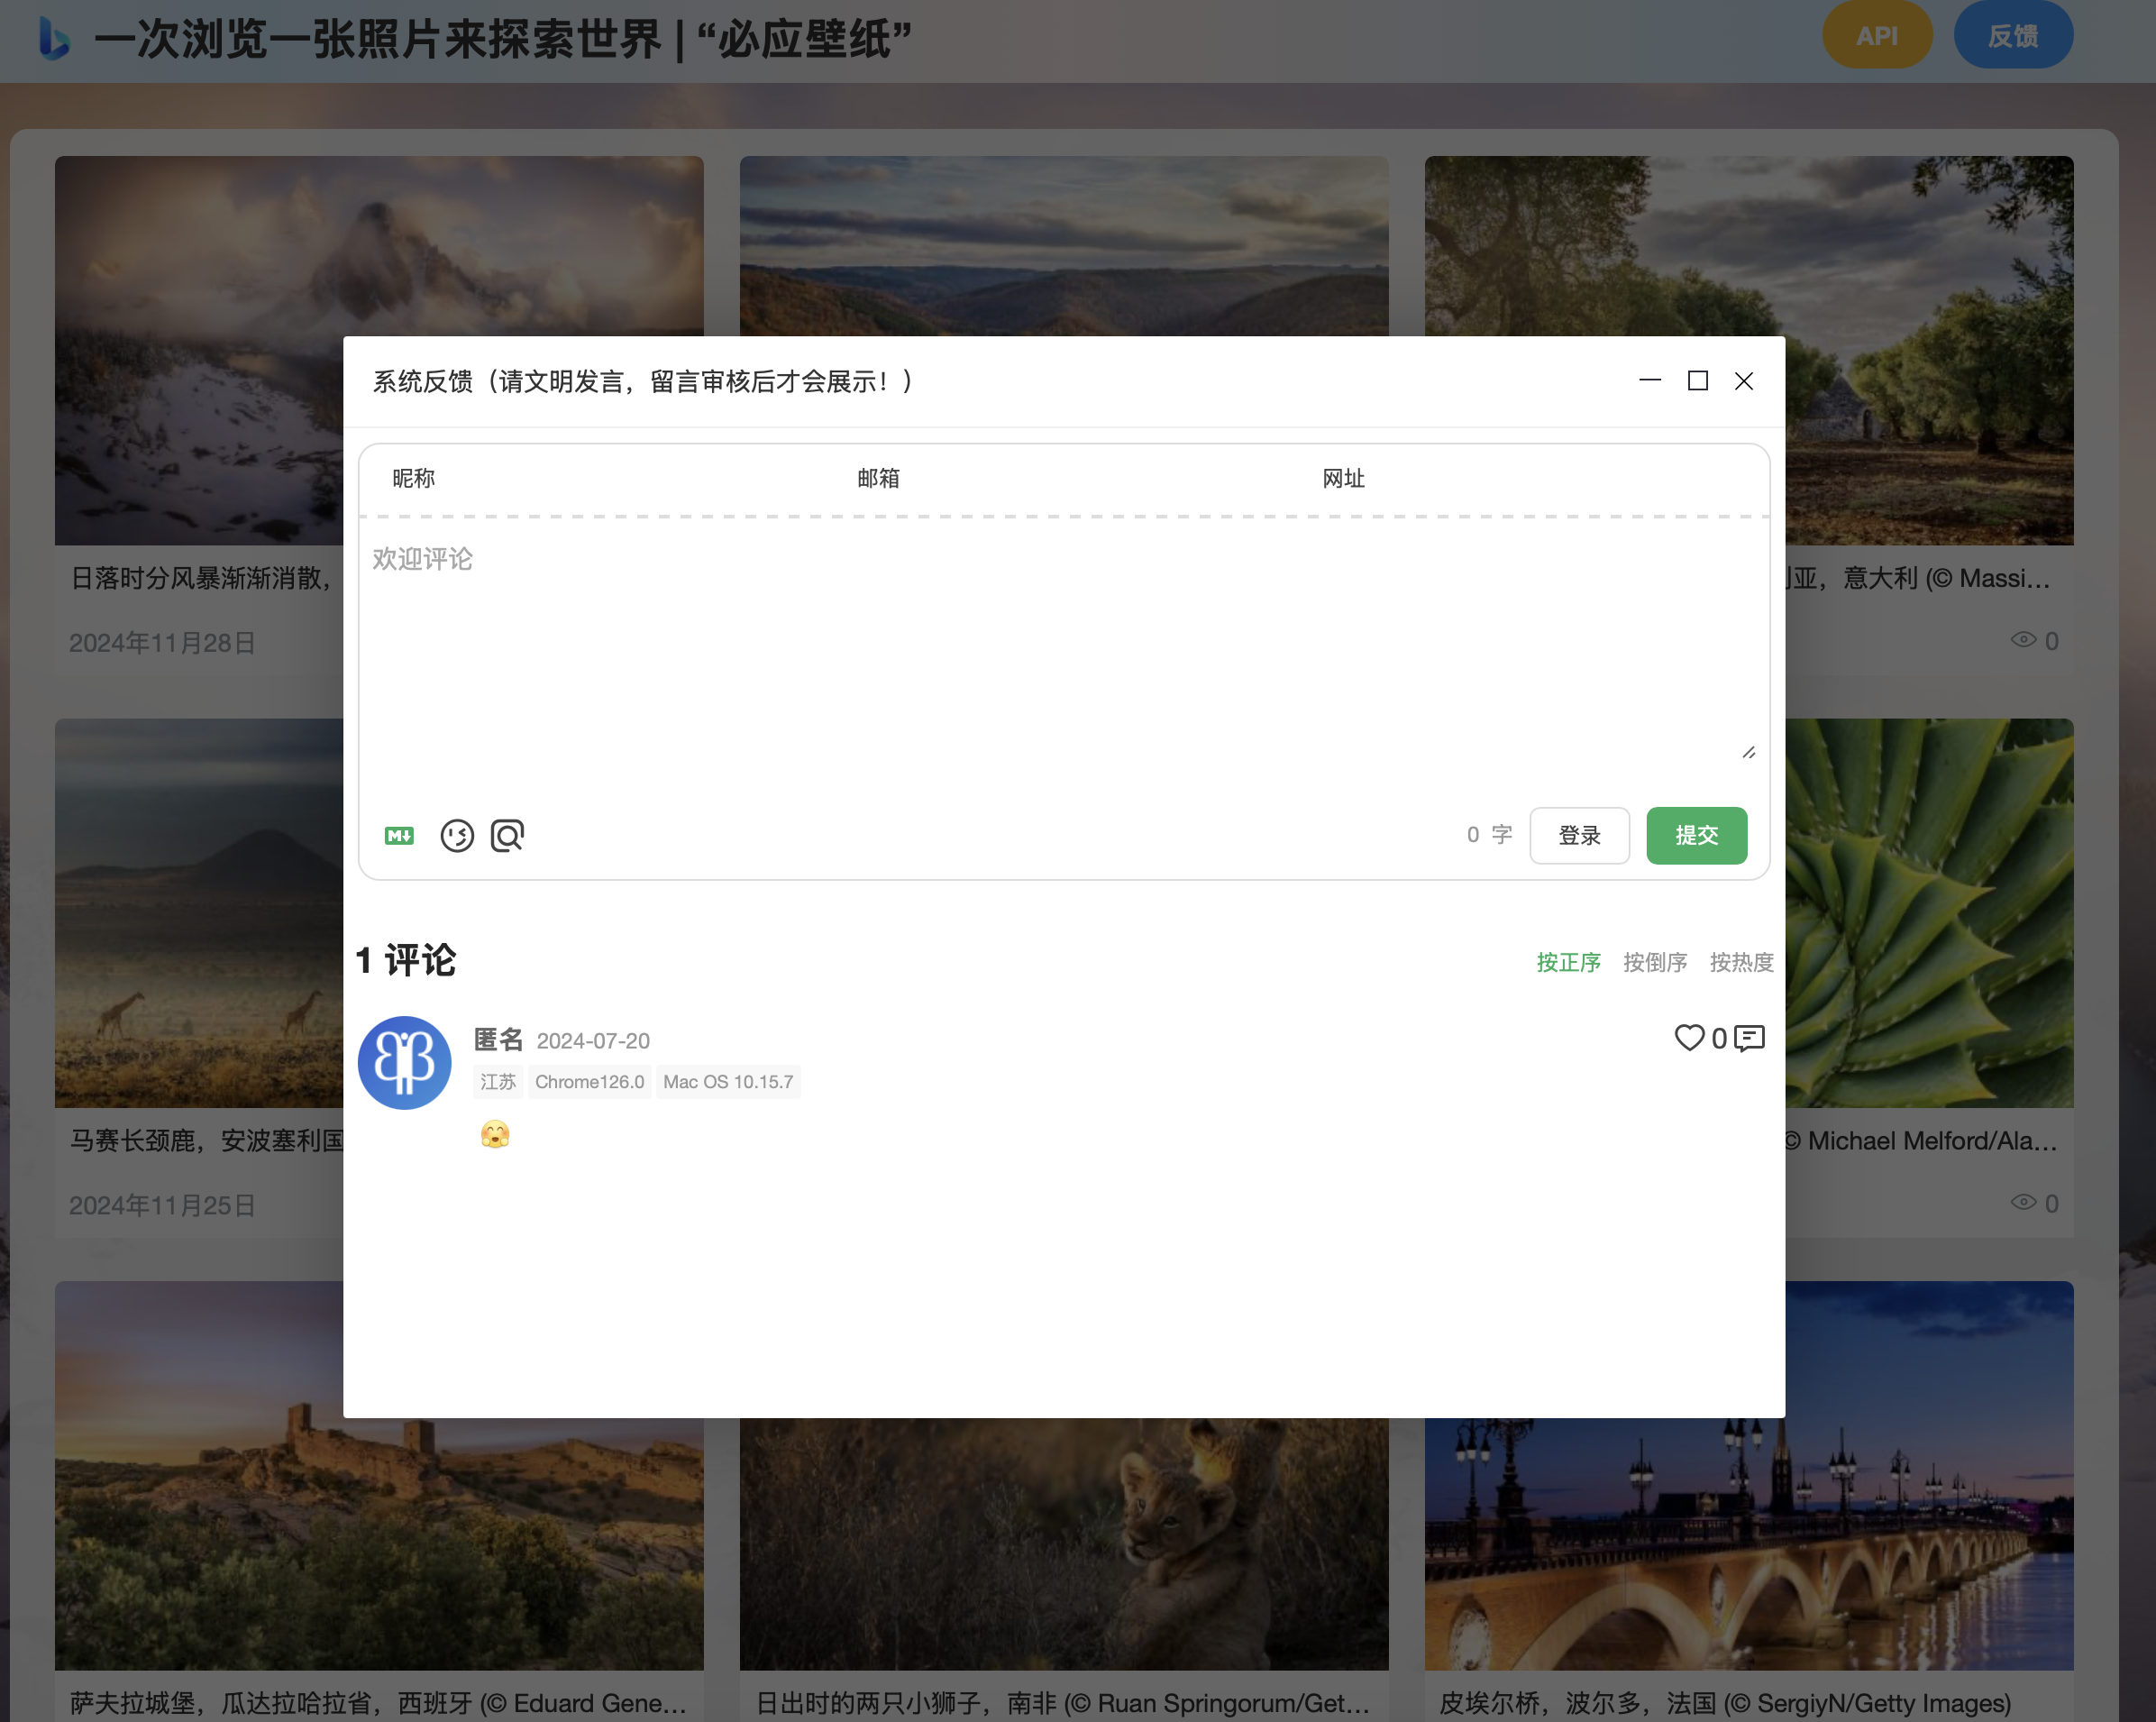 一次浏览一张照片来探索世界 | “必应壁纸”
API
反馈
系统反馈（请文明发言，留言审核后才会展示！）
昵称
邮箱
网址
欢迎评论
M↓
0 字
登录
提交
1 评论
按正序
按倒序
按热度
匿名
2024-07-20
0
江苏
Chrome126.0
Mac OS 10.15.7
日落时分风暴渐渐消散，
2024年11月28日
利亚，意大利 (© Massi...
0
马赛长颈鹿，安波塞利国
2024年11月25日
© Michael Melford/Ala...
0
萨夫拉城堡，瓜达拉哈拉省，西班牙 (© Eduard Gene...
日出时的两只小狮子，南非 (© Ruan Springorum/Get...
皮埃尔桥，波尔多，法国 (© SergiyN/Getty Images)